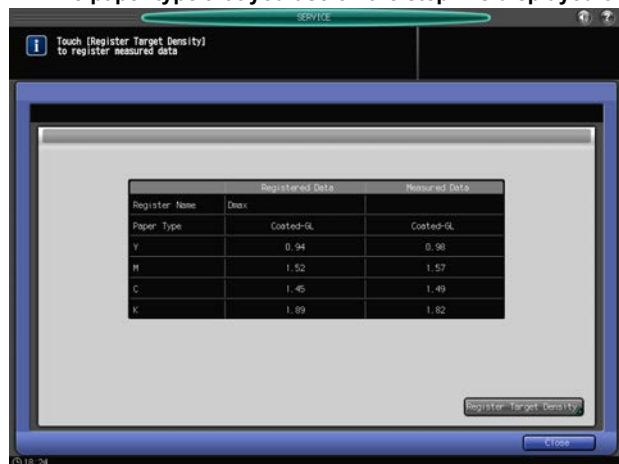 SERVICE
Touch [Register Target Density]
to register measured data
Registered Data Measured Data
Register Name Dmax
Paper Type Coated-GL Coated-GL
Y 0.94 0.98
M 1.52 1.57
C 1.45 1.49
K 1.89 1.82
Register Target Density
Close
18:24